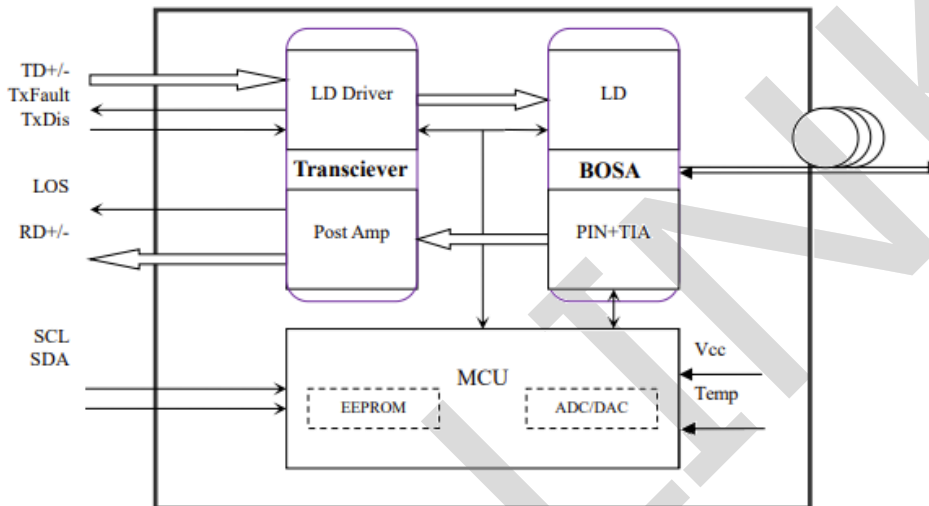 TD+/-
TxFault
TxDis
LOS
RD+/-
SCL
SDA
LD Driver
Transciever
Post Amp
LD
BOSA
PIN+TIA
MCU
EEPROM
ADC/DAC
Vcc
Temp
LINK